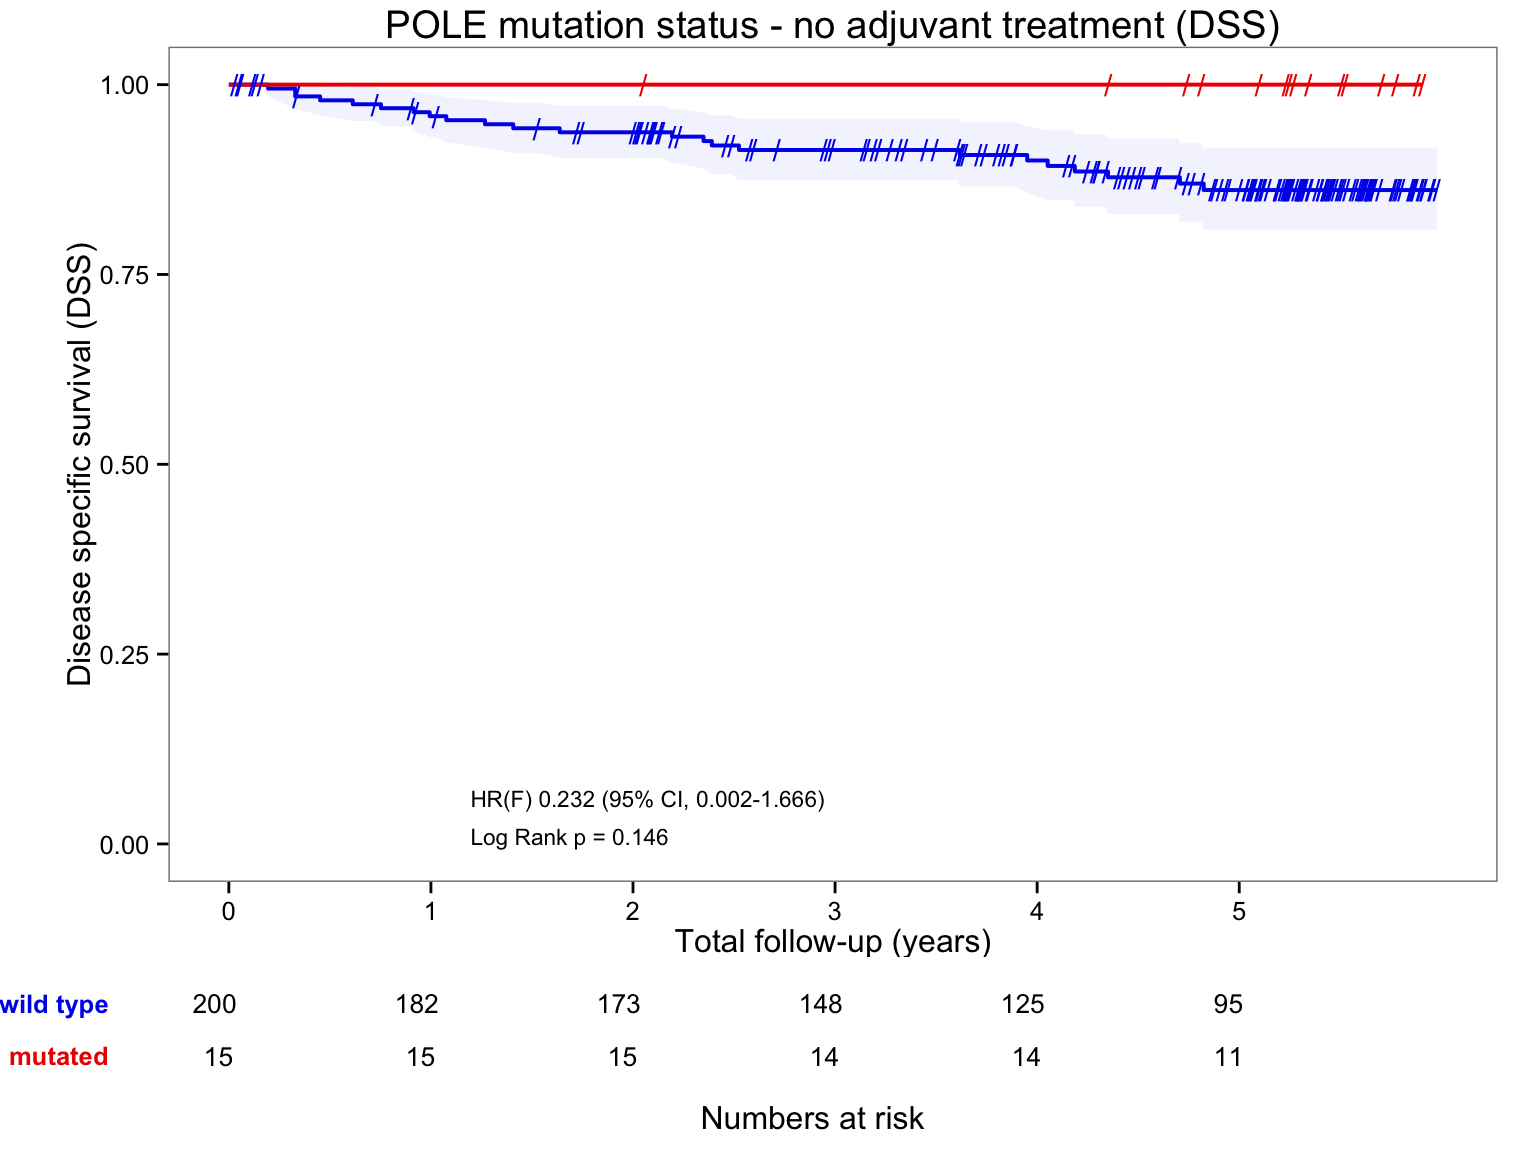 POLE mutation status - no adjuvant treatment (DSS)
Disease specific survival (DSS)
1.00
0.75
0.50
0.25
0.00
HR(F) 0.232 (95% CI, 0.002-1.666)
Log Rank p = 0.146
0 1 2 3 4 5
Total follow-up (years)
wild type 200 182 173 148 125 95
mutated 15 15 15 14 14 11
Numbers at risk